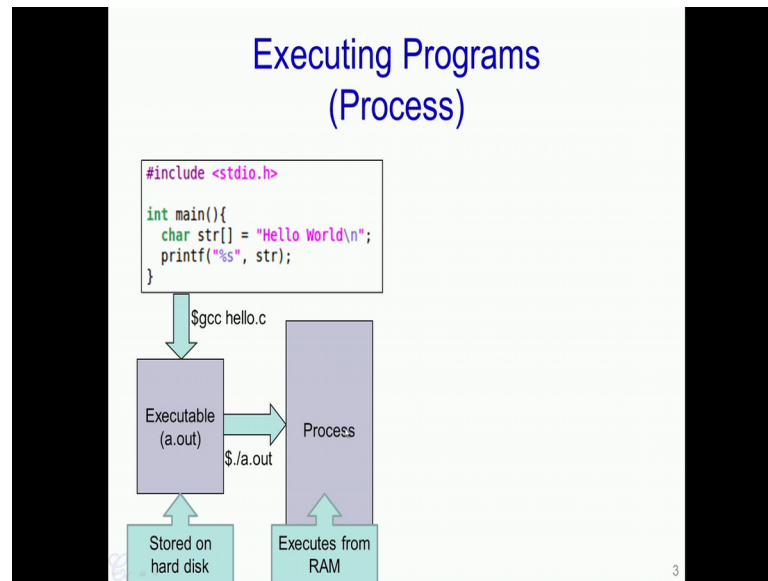 Executing Programs
(Process)
#include <stdio.h>
int main(){
char str[] = "Hello World\n";
printf("%s", str);
}
$gcc hello.c
Executable
(a.out)
$./a.out
Process
Stored on
hard disk
Executes from
RAM
3